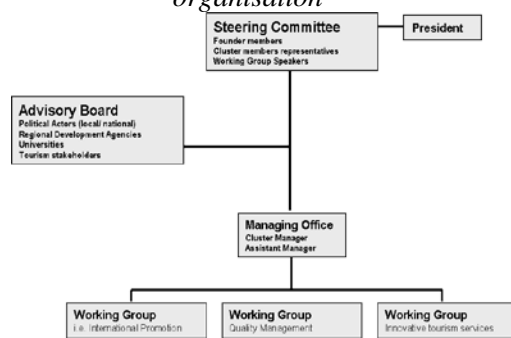 organisation
Steering Committee
Founder members
Cluster members representatives
Working Group Speakers
President
Advisory Board
Political Actors (local/ national)
Regional Development Agencies
Universities
Tourism stakeholders
Managing Office
Cluster Manager
Assistant Manager
Working Group
i.e. International Promotion
Working Group
Quality Management
Working Group
Innovative tourism services